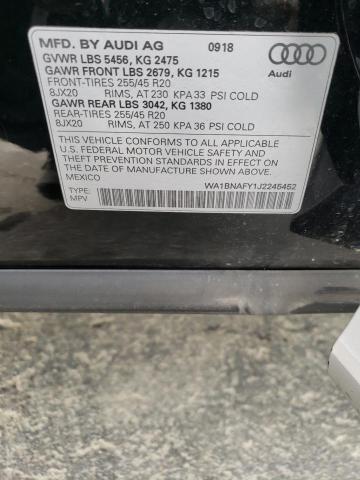 MFD. BY AUDI AG 09/18
GVWR LBS 5456, KG 2475
GAWR FRONT LBS 2679, KG 1215
FRONT-TIRES 255/45 R20
8JX20 RIMS, AT 230 KPA 33 PSI COLD
GAWR REAR LBS 3042, KG 1380
REAR-TIRES 255/45 R20
8JX20 RIMS, AT 250 KPA 36 PSI COLD
Audi
THIS VEHICLE CONFORMS TO ALL APPLICABLE
U.S. FEDERAL MOTOR VEHICLE SAFETY, BUMPER AND
THEFT PREVENTION STANDARDS IN EFFECT ON
THE DATE OF MANUFACTURE SHOWN ABOVE.
MEXICO
TYPE: WA1BNAFY1J2245452
MPV